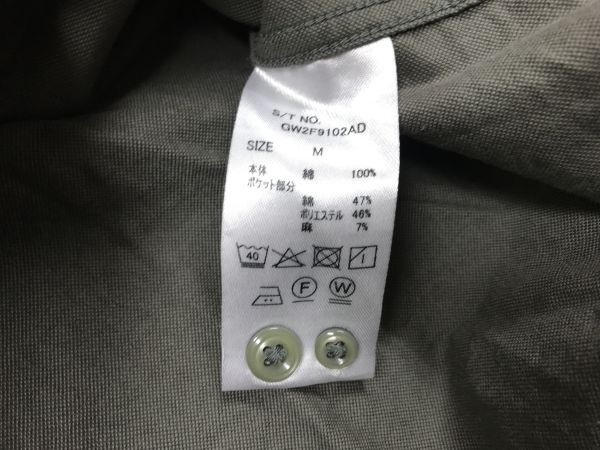 S/T NO.
GW2F9102AD
SIZE M
本体 綿 100%
ポケット部分
綿 47%
ポリエステル 46%
麻 7%
40
F W